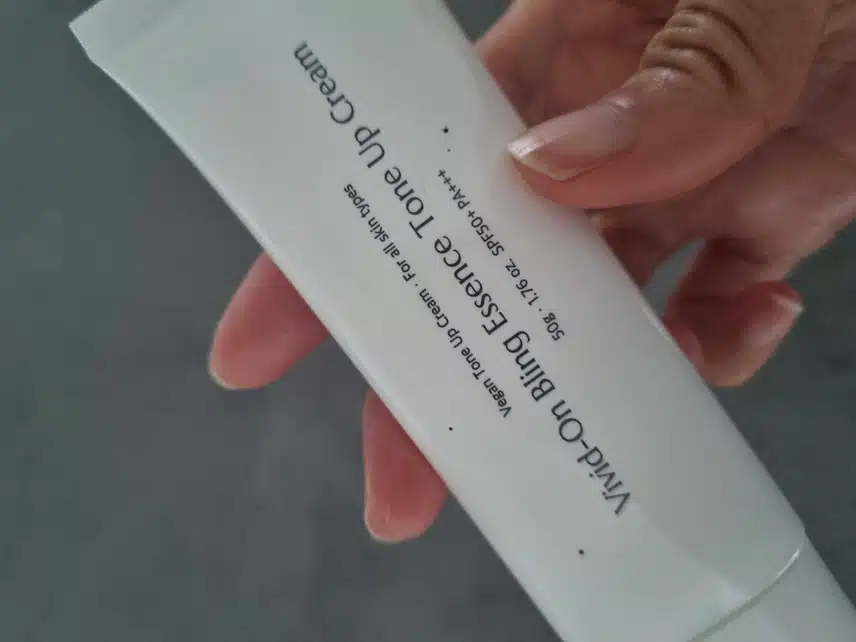 Vegan Tone Up Cream · For all skin types
Vivid-On Bling Essence Tone Up Cream
50g · 1.76 oz. SPF50+ PA+++